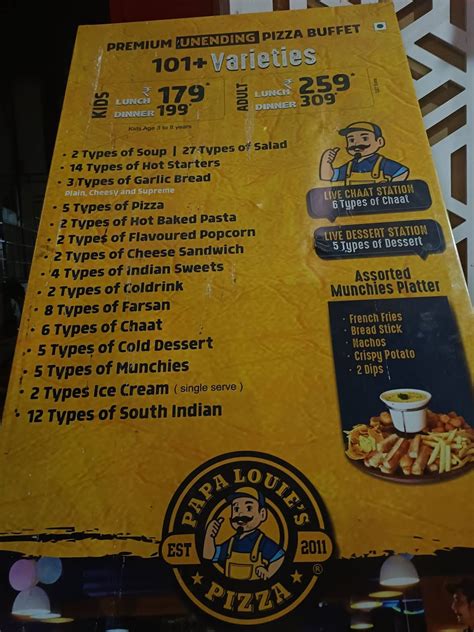 PREMIUM UNENDING PIZZA BUFFET
101+ Varieties
KIDS LUNCH ₹179* DINNER 199*
ADULT LUNCH ₹259* DINNER 309*
Kids Age 3 to 8 years
• 2 Types of Soup | 27 Types of Salad
• 14 Types of Hot Starters
• 3 Types of Garlic Bread
Plain, Cheesy and Supreme
• 5 Types of Pizza
• 2 Types of Hot Baked Pasta
• 2 Types of Flavoured Popcorn
• 2 Types of Cheese Sandwich
• 4 Types of Indian Sweets
• 2 Types of Coldrink
• 8 Types of Farsan
• 6 Types of Chaat
• 5 Types of Cold Dessert
• 5 Types of Munchies
• 2 Types Ice Cream ( single serve )
• 12 Types of South Indian
LIVE CHAAT STATION
6 Types of Chaat
LIVE DESSERT STATION
5 Types of Dessert
Assorted
Munchies Platter
• French Fries
• Bread Stick
• Nachos
• Crispy Potato
• 2 Dips
PAPA LOUIE'S
EST 2011
PIZZA ®